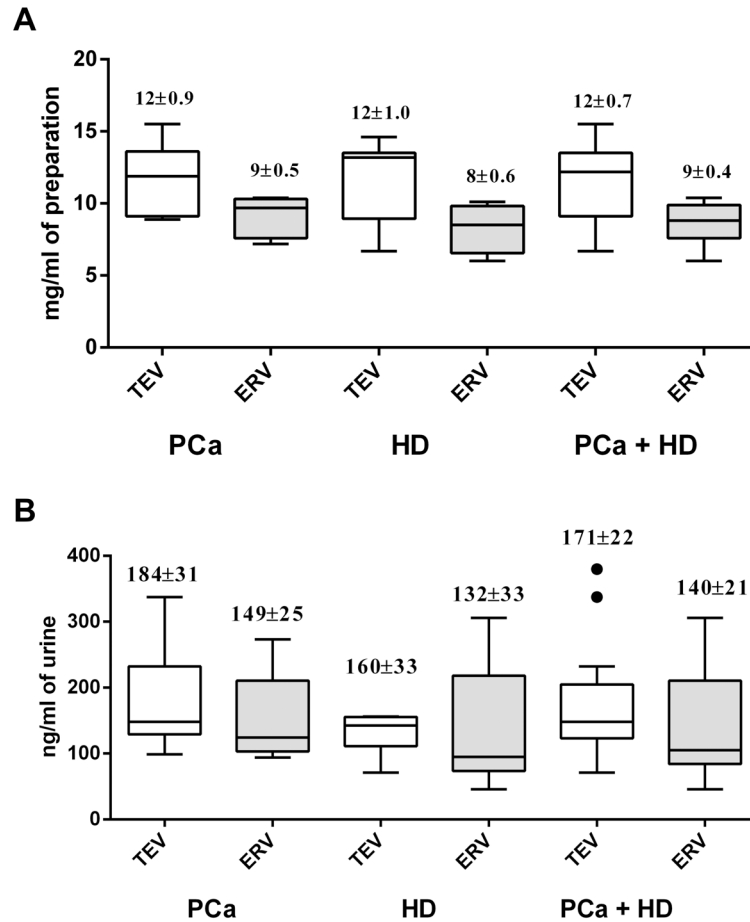 A
mg/ml of preparation
20
15
10
5
0
12±0.9
9±0.5
12±1.0
8±0.6
12±0.7
9±0.4
TEV
ERV
TEV
ERV
TEV
ERV
PCa
HD
PCa + HD
B
ng/ml of urine
400
300
200
100
0
184±31
149±25
160±33
132±33
171±22
140±21
TEV
ERV
TEV
ERV
TEV
ERV
PCa
HD
PCa + HD